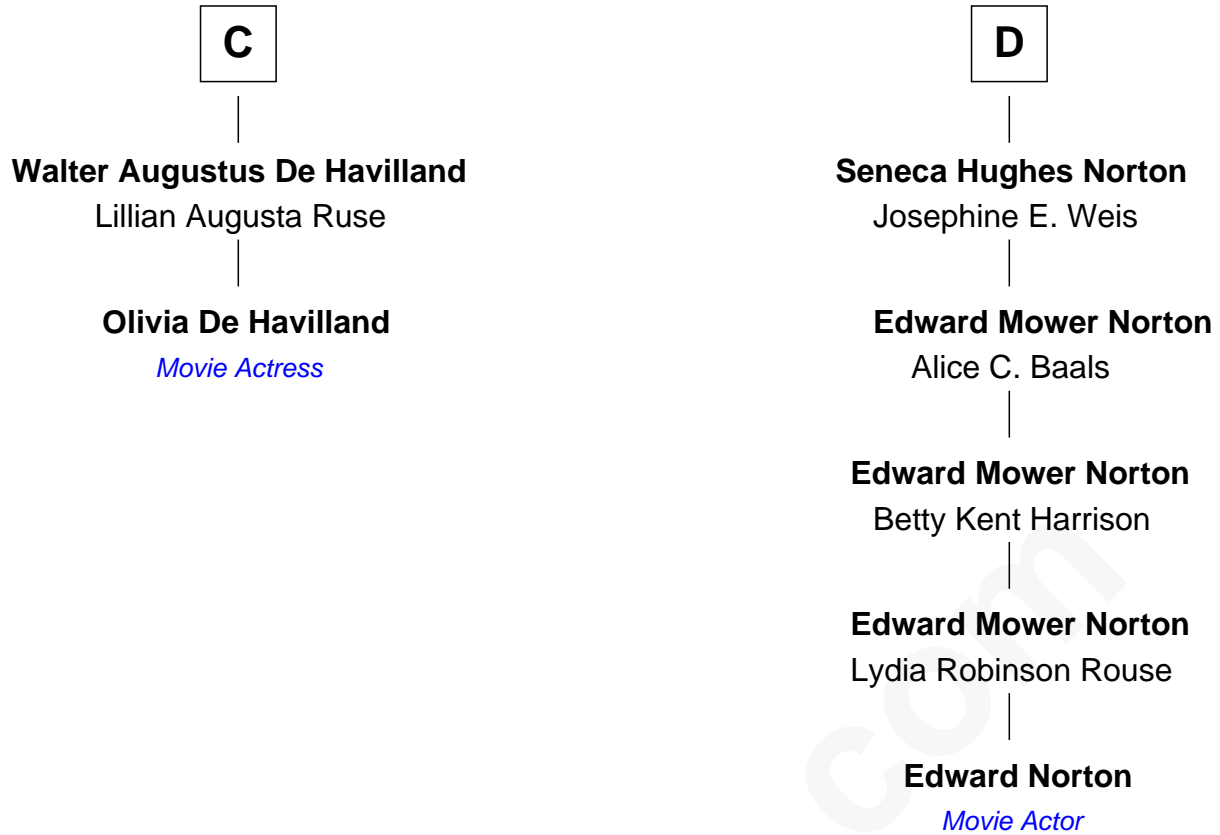 C
Walter Augustus De Havilland
Lillian Augusta Ruse
Olivia De Havilland
Movie Actress
D
Seneca Hughes Norton
Josephine E. Weis
Edward Mower Norton
Alice C. Baals
Edward Mower Norton
Betty Kent Harrison
Edward Mower Norton
Lydia Robinson Rouse
Edward Norton
Movie Actor
com